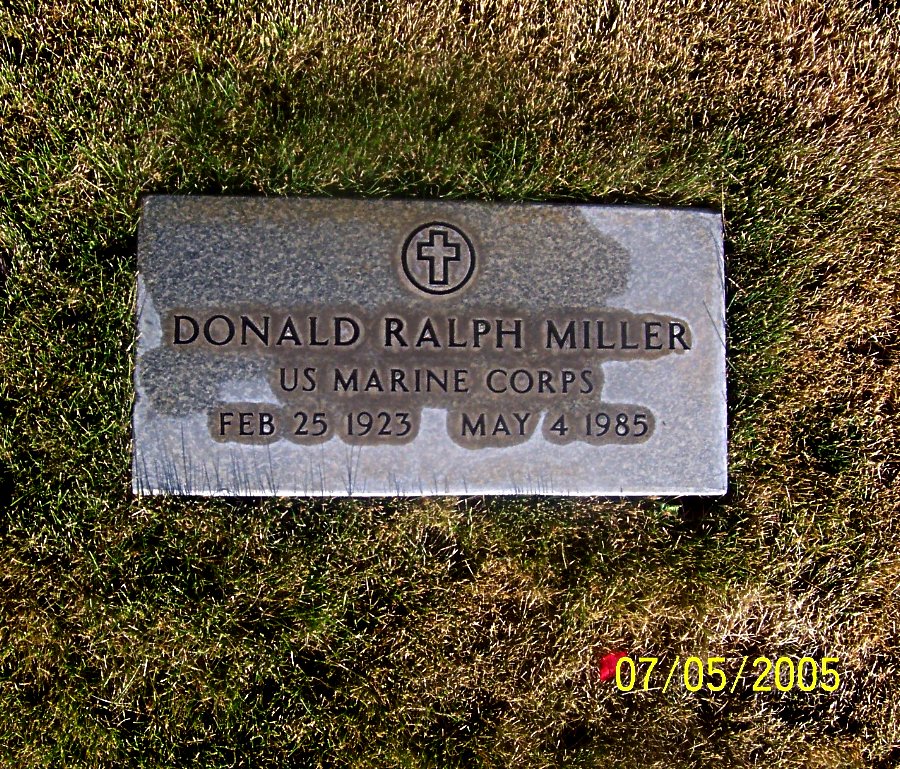 DONALD RALPH MILLER
US MARINE CORPS
FEB 25 1923 MAY 4 1985
07/05/2005